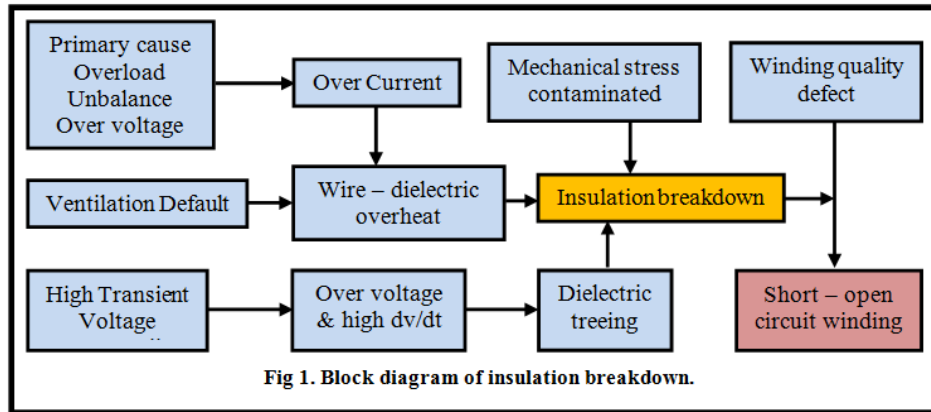 Primary cause
Overload
Unbalance
Over voltage
Over Current
Mechanical stress
contaminated
Winding quality
defect
Ventilation Default
Wire – dielectric
overheat
Insulation breakdown
High Transient
Voltage
Over voltage
& high dv/dt
Dielectric
treeing
Short – open
circuit winding
Fig 1. Block diagram of insulation breakdown.